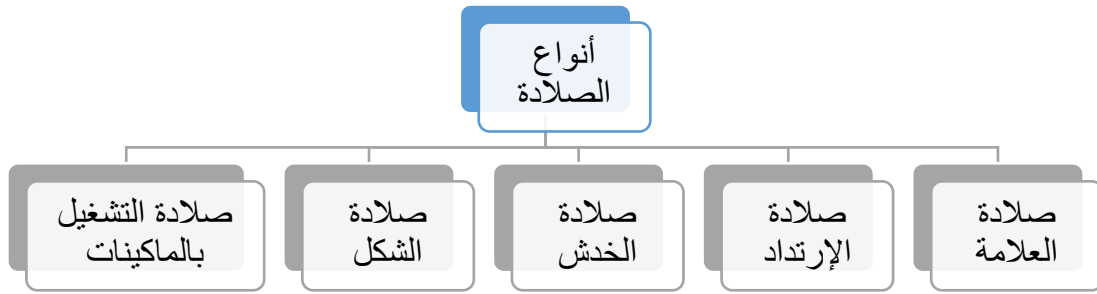 أنواع
الصلادة
صلادة
العلامة
صلادة
الإرتداد
صلادة
الخدش
صلادة
الشكل
صلادة التشغيل
بالماكينات